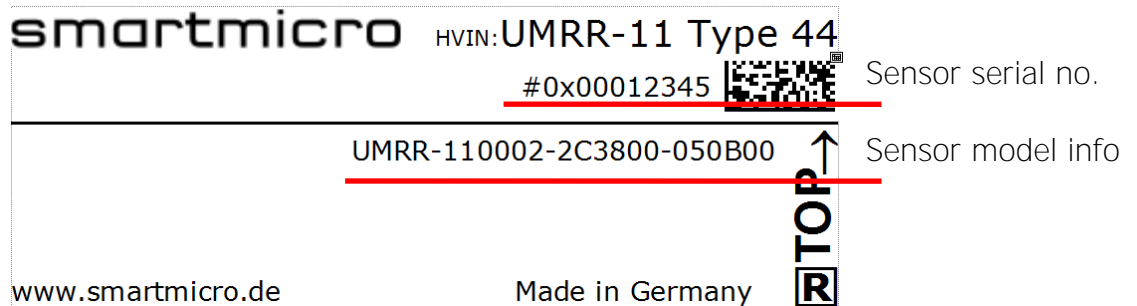 smartmicro HVIN:UMRR-11 Type 44
#0x00012345 Sensor serial no.
UMRR-110002-2C3800-050B00 Sensor model info
R TOP→
www.smartmicro.de Made in Germany